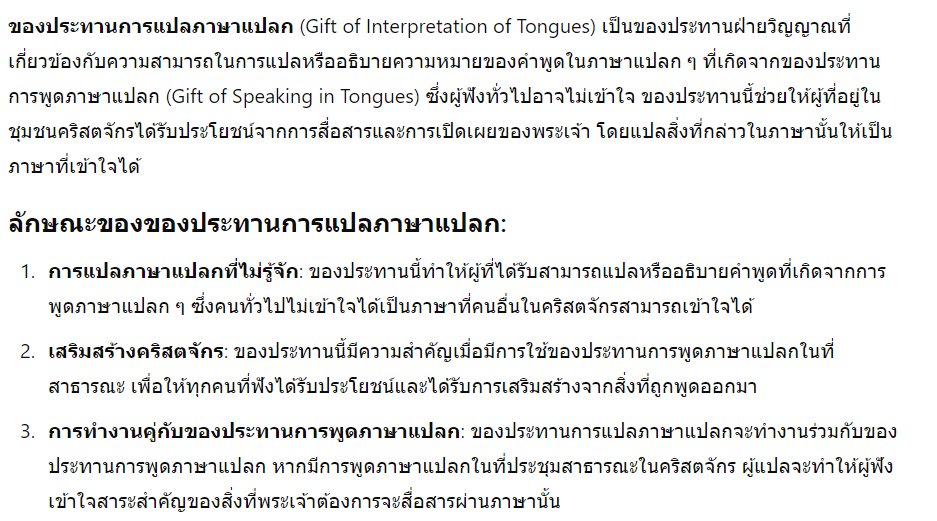 ของประทานการแปลภาษาแปลก (Gift of Interpretation of Tongues) เป็นของประทานฝ่ายวิญญาณที่
เกี่ยวข้องกับความสามารถในการแปลหรืออธิบายความหมายของคำพูดในภาษาแปลก ๆ ที่เกิดจากของประทาน
การพูดภาษาแปลก (Gift of Speaking in Tongues) ซึ่งผู้ฟังทั่วไปอาจไม่เข้าใจ ของประทานนี้ช่วยให้ผู้ที่อยู่ใน
ชุมชนคริสตจักรได้รับประโยชน์จากการสื่อสารและการเปิดเผยของพระเจ้า โดยแปลสิ่งที่กล่าวในภาษานั้นให้เป็น
ภาษาที่เข้าใจได้
ลักษณะของของประทานการแปลภาษาแปลก:
1. การแปลภาษาแปลกที่ไม่รู้จัก: ของประทานนี้ทำให้ผู้ที่ได้รับสามารถแปลหรืออธิบายคำพูดที่เกิดจากการ
พูดภาษาแปลก ๆ ซึ่งคนทั่วไปไม่เข้าใจได้เป็นภาษาที่คนอื่นในคริสตจักรสามารถเข้าใจได้
2. เสริมสร้างคริสตจักร: ของประทานนี้มีความสำคัญเมื่อมีการใช้ของประทานการพูดภาษาแปลกในที่
สาธารณะ เพื่อให้ทุกคนที่ฟังได้รับประโยชน์และได้รับการเสริมสร้างจากสิ่งที่ถูกพูดออกมา
3. การทำงานคู่กับของประทานการพูดภาษาแปลก: ของประทานการแปลภาษาแปลกจะทำงานร่วมกับของ
ประทานการพูดภาษาแปลก หากมีการพูดภาษาแปลกในที่ประชุมสาธารณะในคริสตจักร ผู้แปลจะทำให้ผู้ฟัง
เข้าใจสาระสำคัญของสิ่งที่พระเจ้าต้องการจะสื่อสารผ่านภาษานั้น